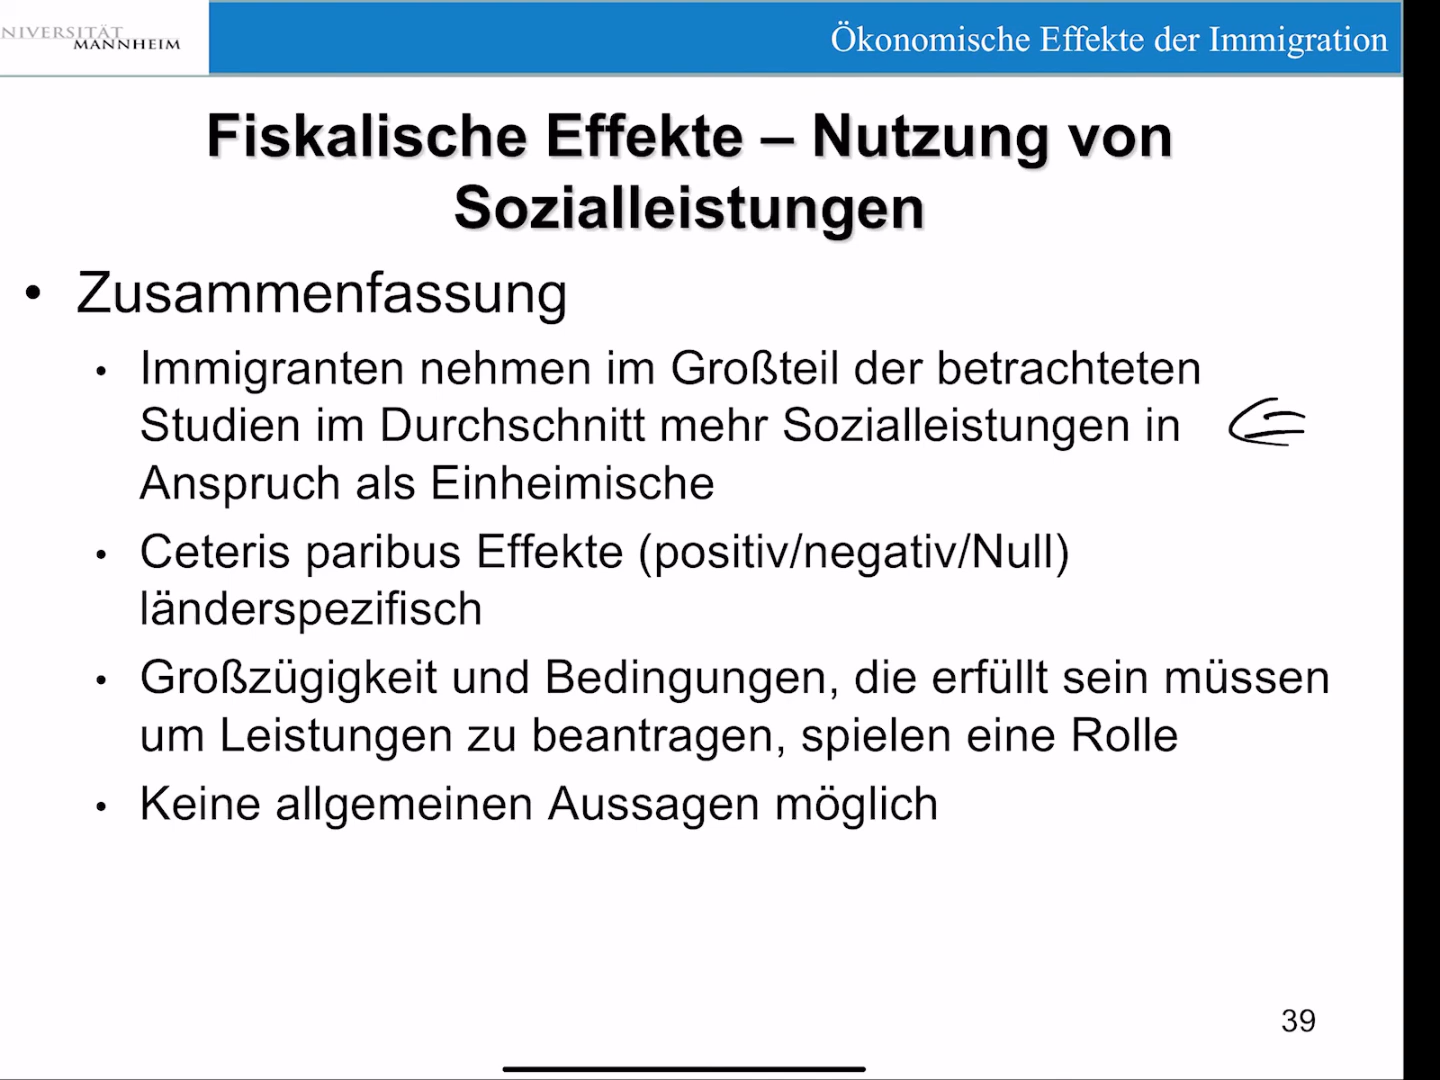 NIVERSITÄT
MANNHEIM
Ökonomische Effekte der Immigration
Fiskalische Effekte – Nutzung von
Sozialleistungen
• Zusammenfassung
• Immigranten nehmen im Großteil der betrachteten
Studien im Durchschnitt mehr Sozialleistungen in
Anspruch als Einheimische
• Ceteris paribus Effekte (positiv/negativ/Null)
länderspezifisch
• Großzügigkeit und Bedingungen, die erfüllt sein müssen
um Leistungen zu beantragen, spielen eine Rolle
• Keine allgemeinen Aussagen möglich
39